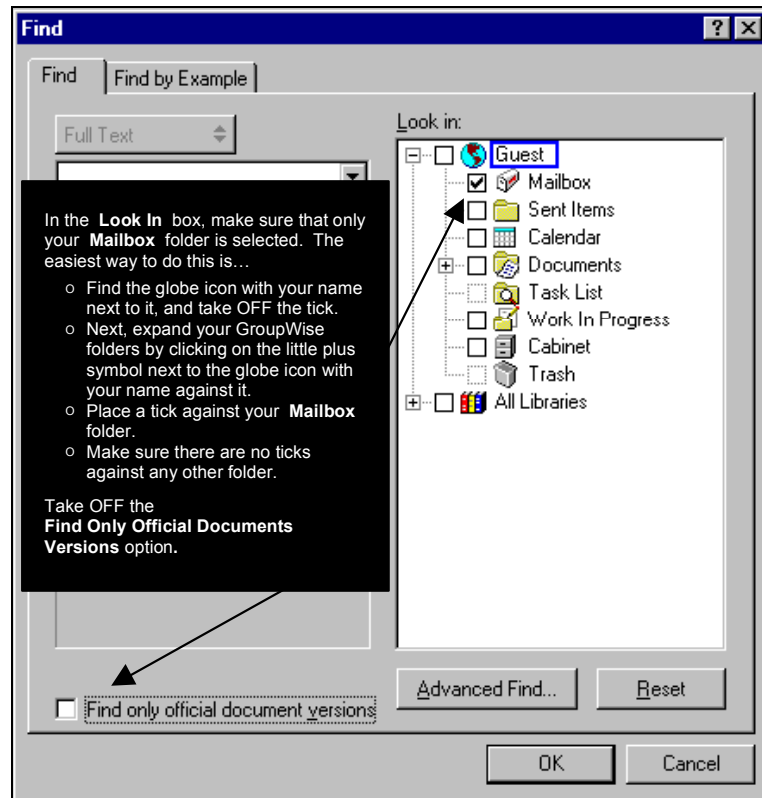 Find
Find
Find by Example
Full Text
In the Look In box, make sure that only
your Mailbox folder is selected. The
easiest way to do this is…
o Find the globe icon with your name
next to it, and take OFF the tick.
o Next, expand your GroupWise
folders by clicking on the little plus
symbol next to the globe icon with
your name against it.
o Place a tick against your Mailbox
folder.
o Make sure there are no ticks
against any other folder.
Take OFF the
Find Only Official Documents
Versions option.
Find only official document versions
Look in:
Guest
Mailbox
Sent Items
Calendar
Documents
Task List
Work In Progress
Cabinet
Trash
All Libraries
Advanced Find...
Reset
OK
Cancel